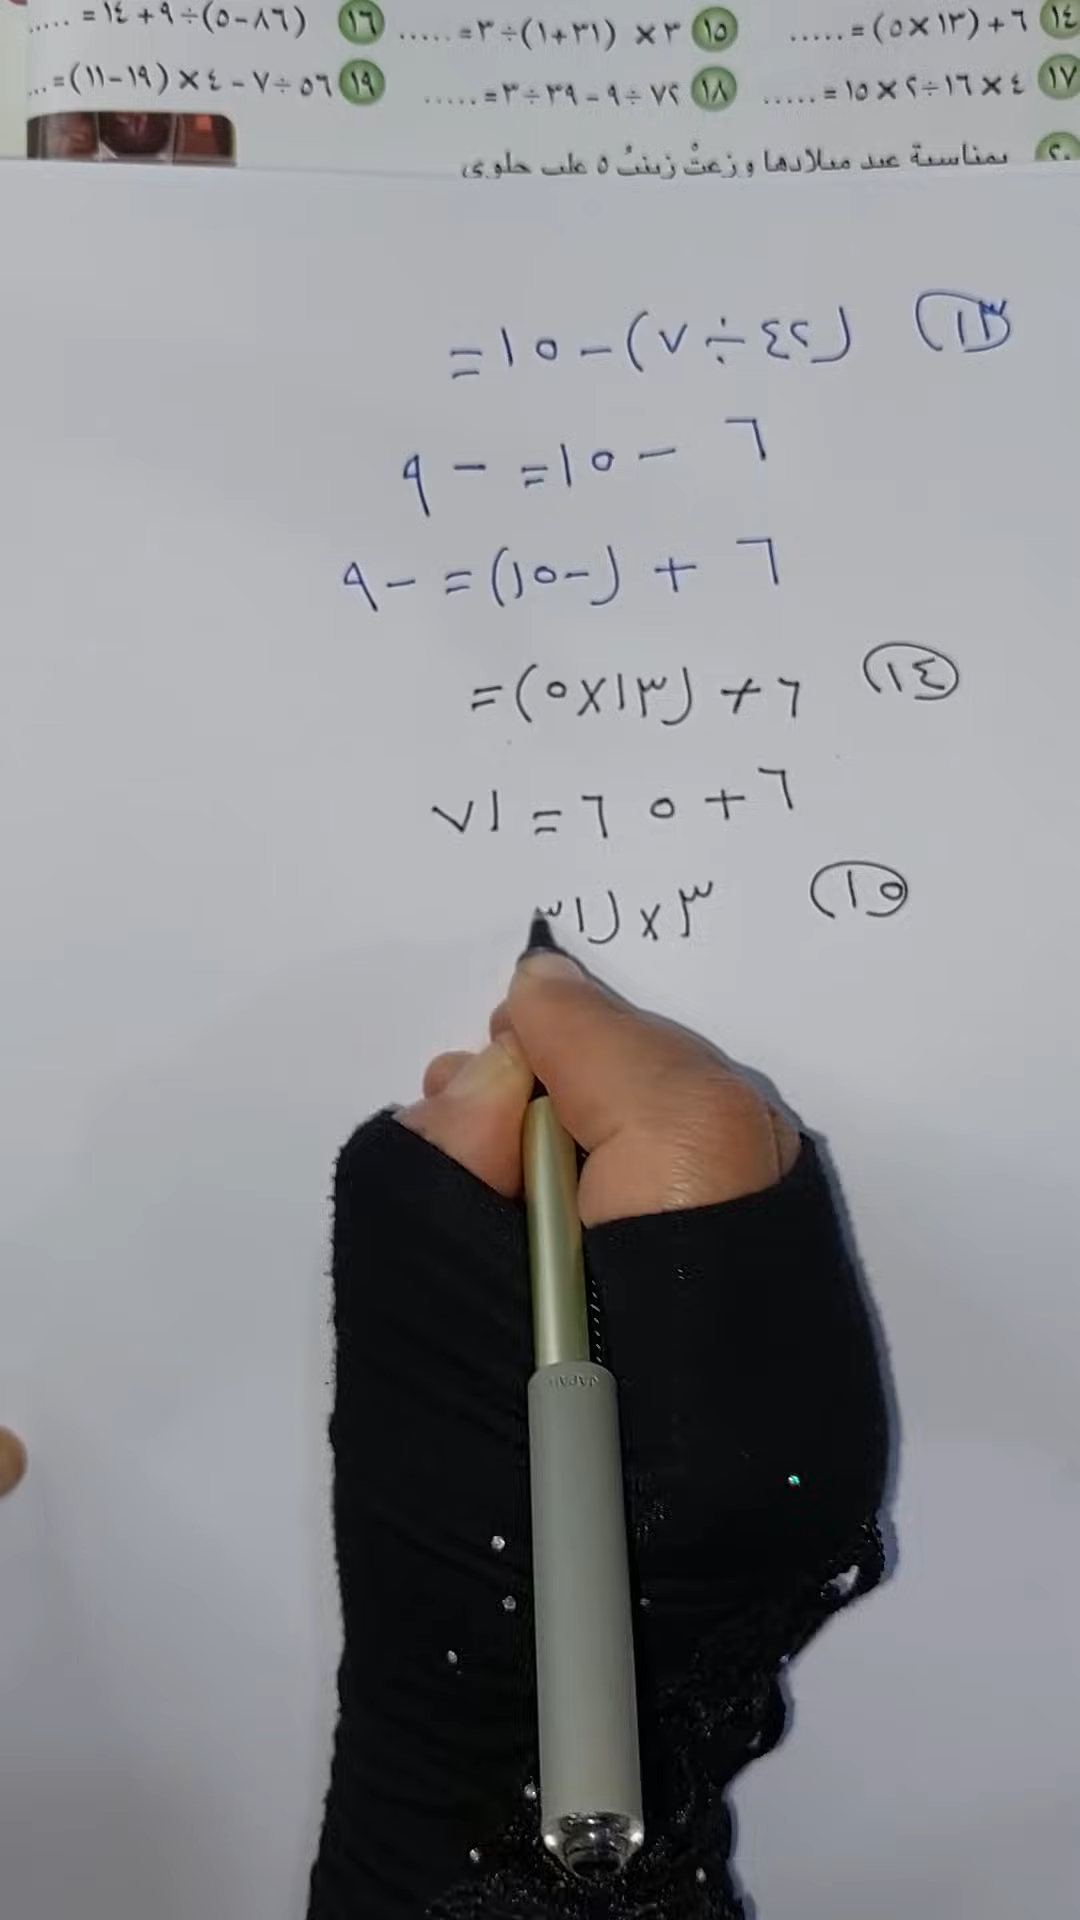 ١٤ ٦ + (١٣ × ٥) = ..... ١٥ ٣ × (٣١+١) ÷ ٣ = ..... ١٦ (٨٦-٥) ÷ ٩ + ١٤ = .....
١٧ ٤ × ١٦ ÷ ٢ × ١٥ = ..... ١٨ ٧٢ ÷ ٩ - ٣٩ ÷ ٣ = ..... ١٩ ٥٦ ÷ ٧ - ٤ × (١٩-١١) = ...
٢٠ بمناسبة عيد ميلادها وزعتْ زينبُ ٥ علب حلوى
١٣ (٤٢ ÷ ٧) - ١٥ =
٦ - ١٥ = - ٩
٦ + (-١٥) = -٩
١٤ ٦ + (١٣×٥) =
٦ + ٦٥ = ٧١
١٥ ٣ × (٣١
JAPAN